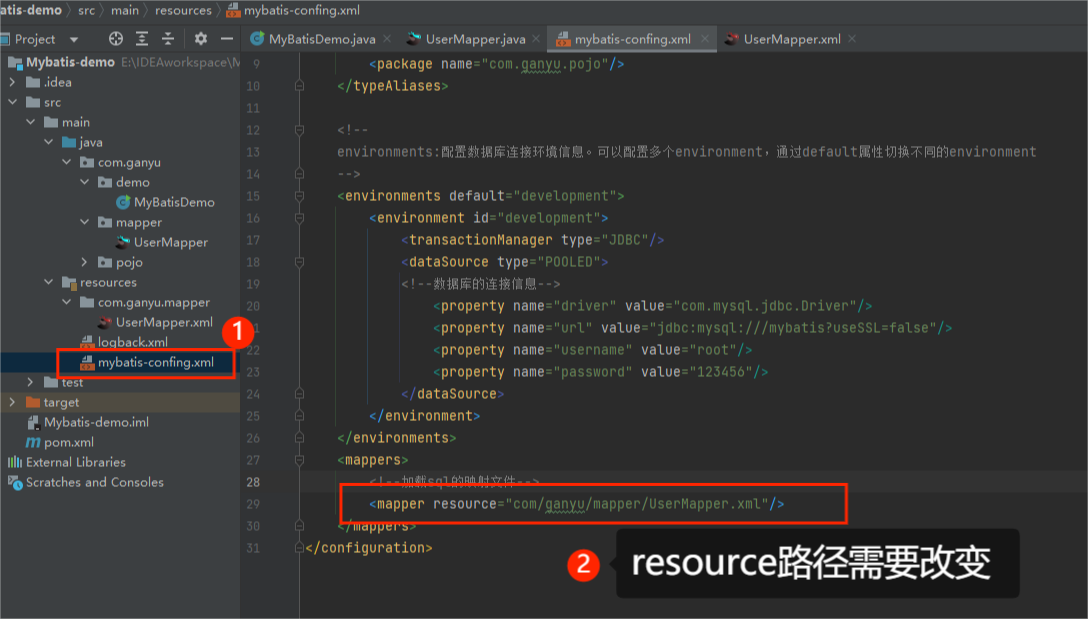 atis-demo 〉 src 〉 main 〉 resources 〉 mybatis-confing.xml
Project
MyBatisDemo.java × UserMapper.java × mybatis-confing.xml × UserMapper.xml ×
Mybatis-demo E:\IDEAworkspace\M
.idea
src
main
java
com.ganyu
demo
MyBatisDemo
mapper
UserMapper
pojo
resources
com.ganyu.mapper
UserMapper.xml
logback.xml
mybatis-confing.xml
test
target
Mybatis-demo.iml
pom.xml
External Libraries
Scratches and Consoles
1
9 <package name="com.ganyu.pojo"/>
10 </typeAliases>
11
12 <!--
13 environments:配置数据库连接环境信息。可以配置多个environment，通过default属性切换不同的environment
14 -->
15 <environments default="development">
16 <environment id="development">
17 <transactionManager type="JDBC"/>
18 <dataSource type="POOLED">
19 <!--数据库的连接信息-->
20 <property name="driver" value="com.mysql.jdbc.Driver"/>
1 <property name="url" value="jdbc:mysql:///mybatis?useSSL=false"/>
22 <property name="username" value="root"/>
23 <property name="password" value="123456"/>
24 </dataSource>
25 </environment>
26 </environments>
27 <mappers>
28 <!--加载sql的映射文件-->
29 <mapper resource="com/ganyu/mapper/UserMapper.xml"/>
30 </mappers>
31 </configuration>
2 resource路径需要改变